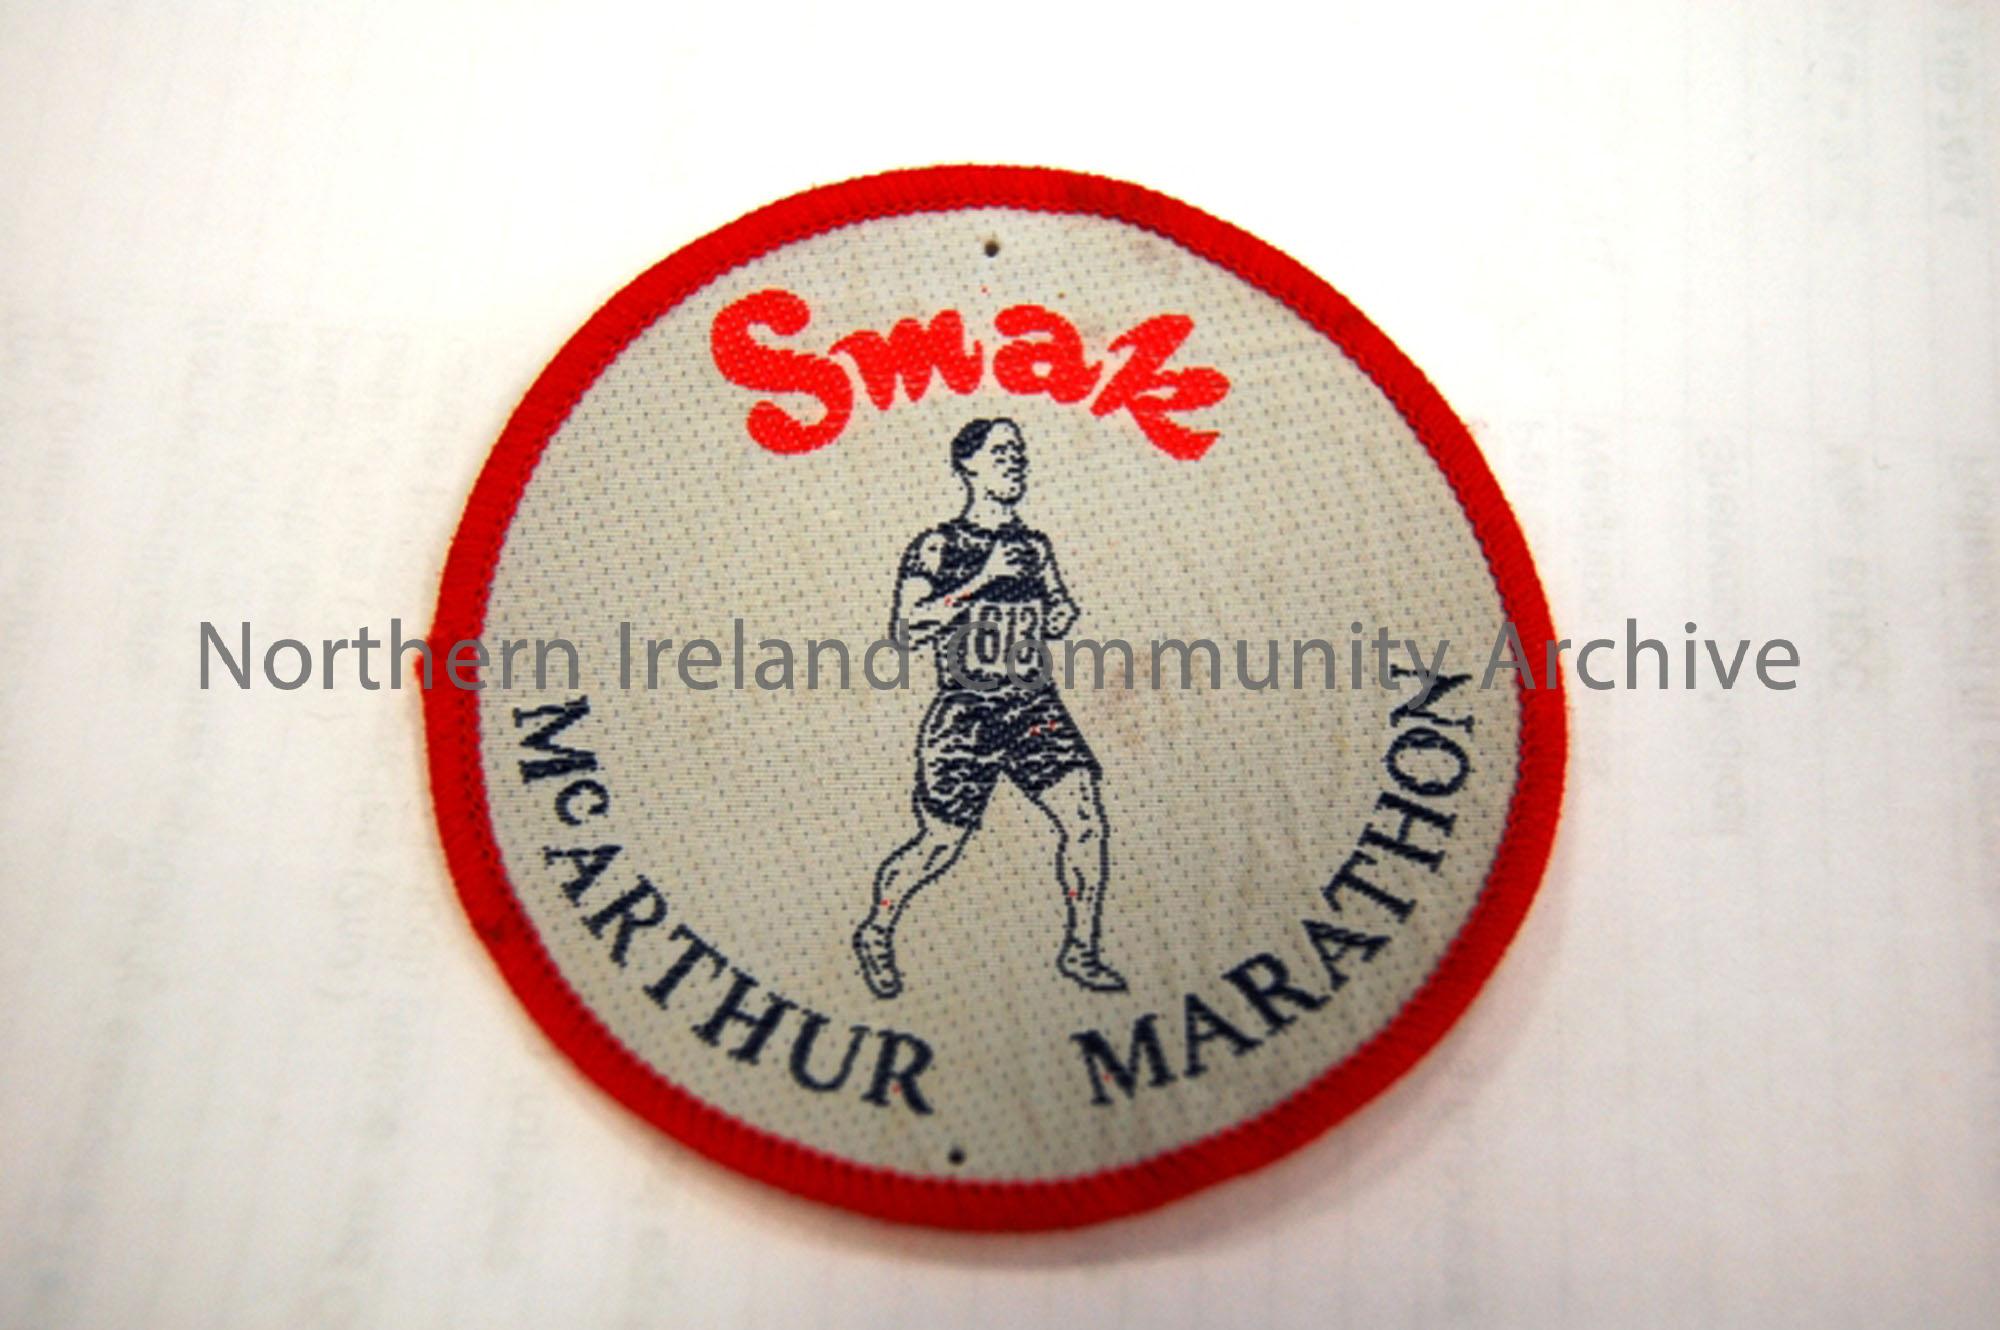 Smak
613
Northern Ireland Community Archive
McARTHUR MARATHON